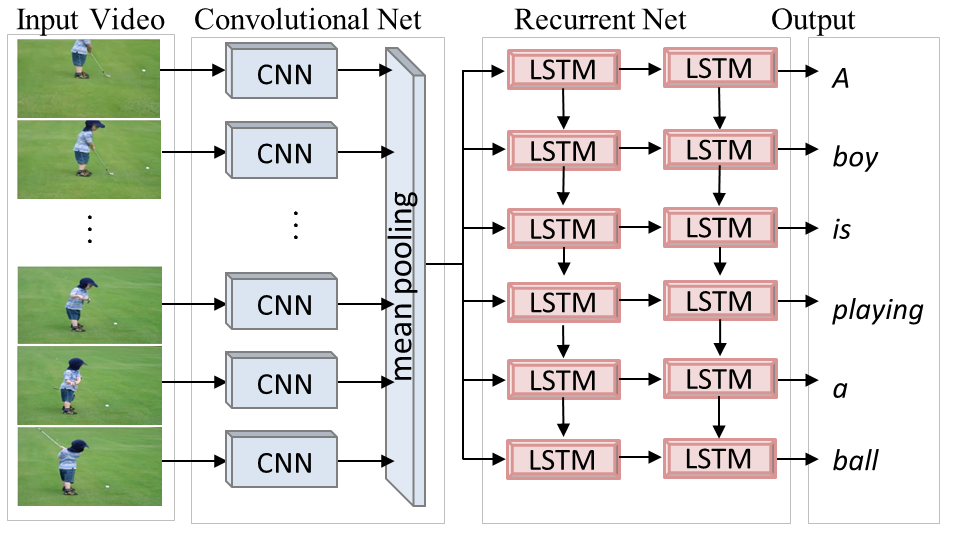 Input Video
Convolutional Net
Recurrent Net
Output
CNN
CNN
...
CNN
CNN
CNN
...
mean pooling
LSTM LSTM A
LSTM LSTM boy
LSTM LSTM is
LSTM LSTM playing
LSTM LSTM a
LSTM LSTM ball